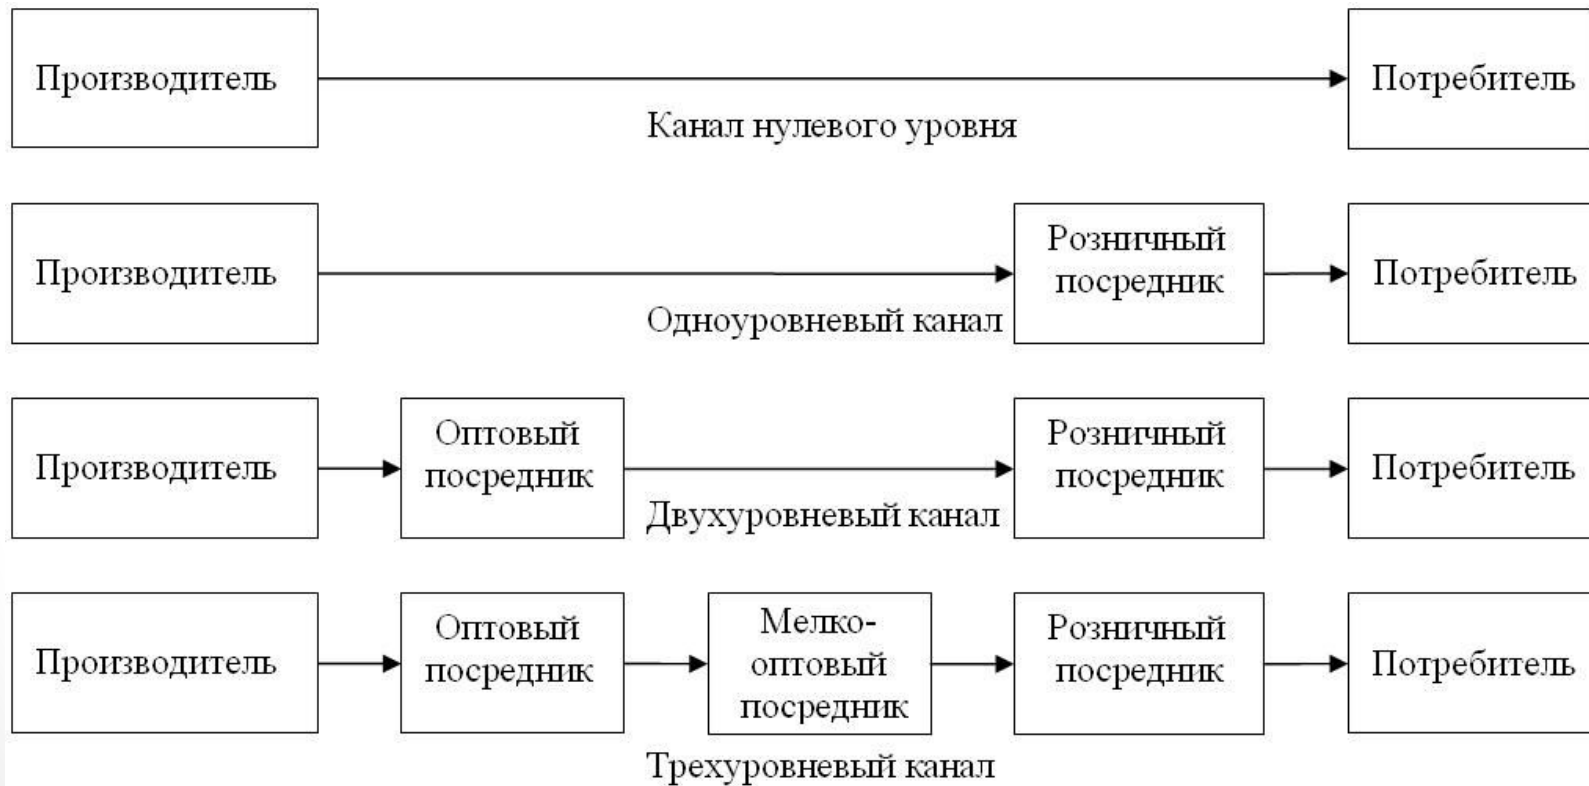 Производитель
Потребитель
Канал нулевого уровня
Производитель
Розничный
посредник
Потребитель
Одноуровневый канал
Производитель
Оптовый
посредник
Розничный
посредник
Потребитель
Двухуровневый канал
Производитель
Оптовый
посредник
Мелко-
оптовый
посредник
Розничный
посредник
Потребитель
Трехуровневый канал